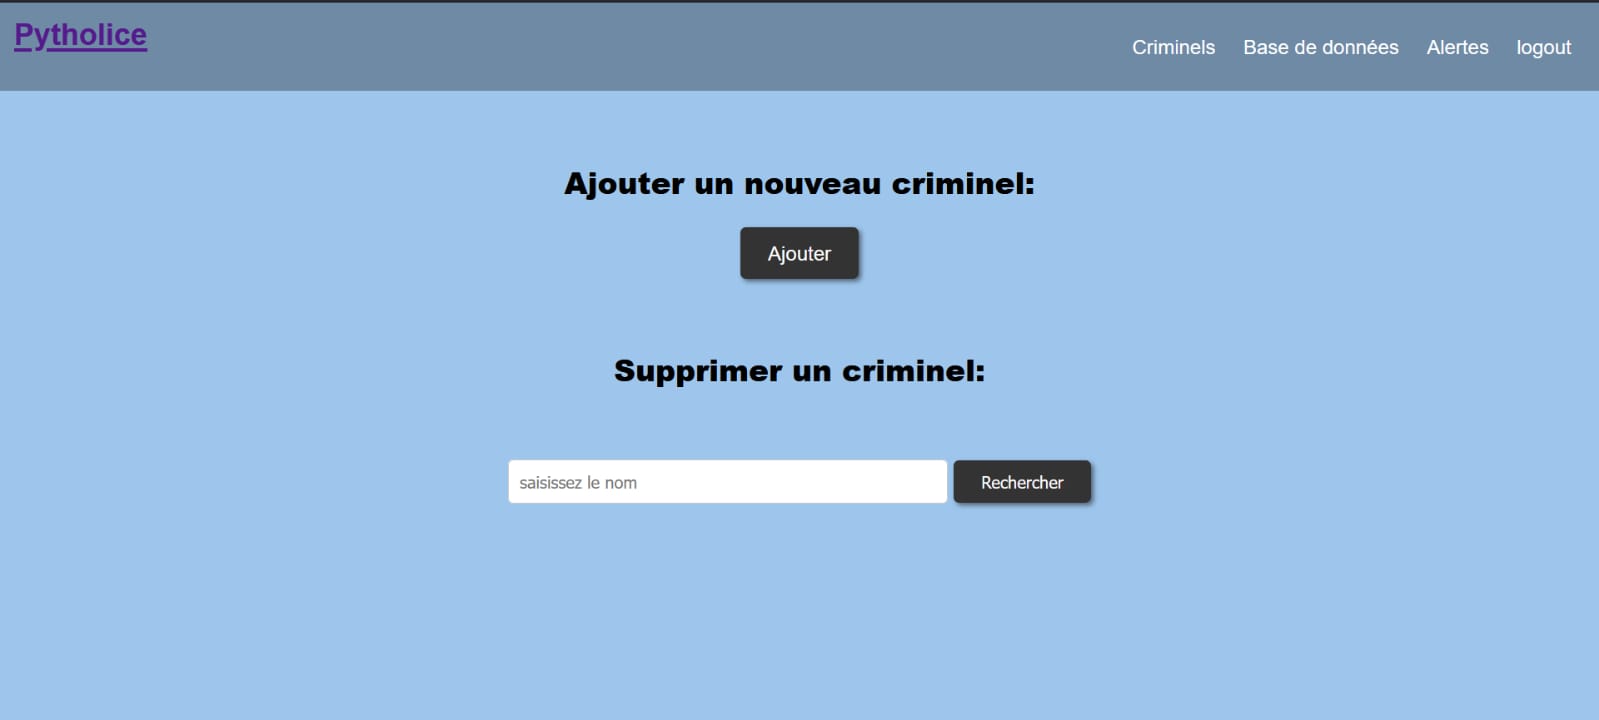 Pytholice
Criminels Base de données Alertes logout
Ajouter un nouveau criminel:
Ajouter
Supprimer un criminel:
saisissez le nom Rechercher